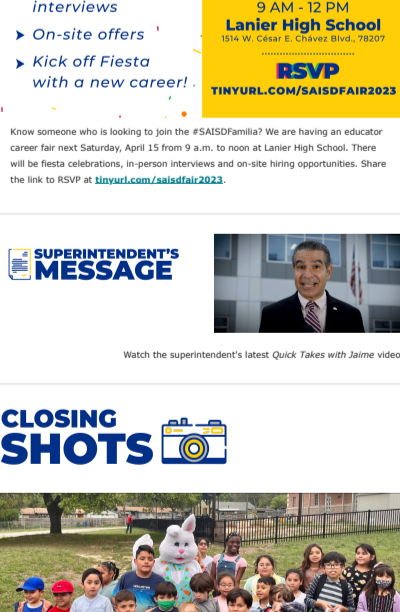 interviews
On-site offers
Kick off Fiesta
with a new career!
9 AM - 12 PM
Lanier High School
1514 W. César E. Chávez Blvd., 78207
RSVP
TINYURL.COM/SAISDFAIR2023
Know someone who is looking to join the #SAISDFamilia? We are having an educator
career fair next Saturday, April 15 from 9 a.m. to noon at Lanier High School. There
will be fiesta celebrations, in-person interviews and on-site hiring opportunities. Share
the link to RSVP at tinyurl.com/saisdfair2023.
SUPERINTENDENT'S
MESSAGE
Watch the superintendent's latest Quick Takes with Jaime video
CLOSING
SHOTS